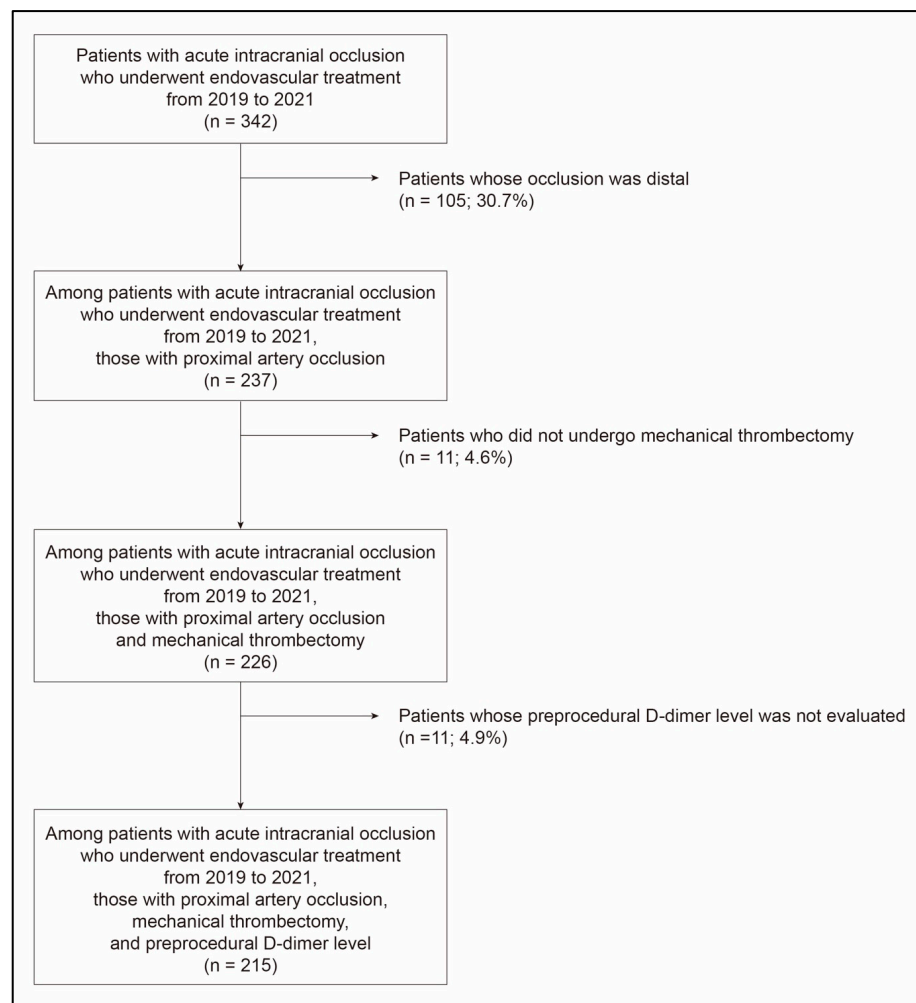 Patients with acute intracranial occlusion
who underwent endovascular treatment
from 2019 to 2021
(n = 342)
Patients whose occlusion was distal
(n = 105; 30.7%)
Among patients with acute intracranial occlusion
who underwent endovascular treatment
from 2019 to 2021,
those with proximal artery occlusion
(n = 237)
Patients who did not undergo mechanical thrombectomy
(n = 11; 4.6%)
Among patients with acute intracranial occlusion
who underwent endovascular treatment
from 2019 to 2021,
those with proximal artery occlusion
and mechanical thrombectomy
(n = 226)
Patients whose preprocedural D-dimer level was not evaluated
(n =11; 4.9%)
Among patients with acute intracranial occlusion
who underwent endovascular treatment
from 2019 to 2021,
those with proximal artery occlusion,
mechanical thrombectomy,
and preprocedural D-dimer level
(n = 215)